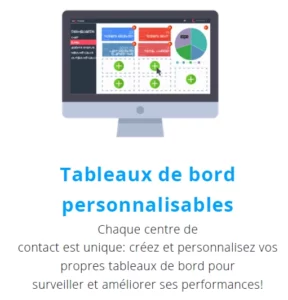 Tableaux de bord
personnalisables
Chaque centre de
contact est unique: créez et personnalisez vos
propres tableaux de bord pour
surveiller et améliorer ses performances!